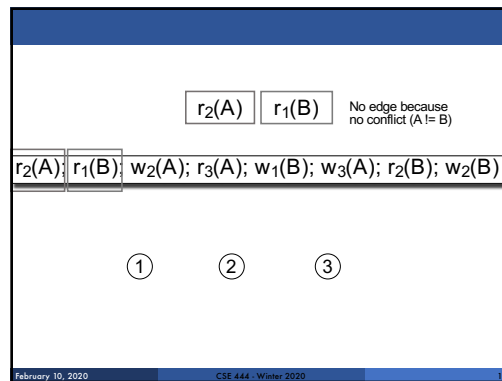 r₂(A) r₁(B) No edge because
no conflict (A != B)
r₂(A); r₁(B); w₂(A); r₃(A); w₁(B); w₃(A); r₂(B); w₂(B)
1 2 3
February 10, 2020 CSE 444 - Winter 2020